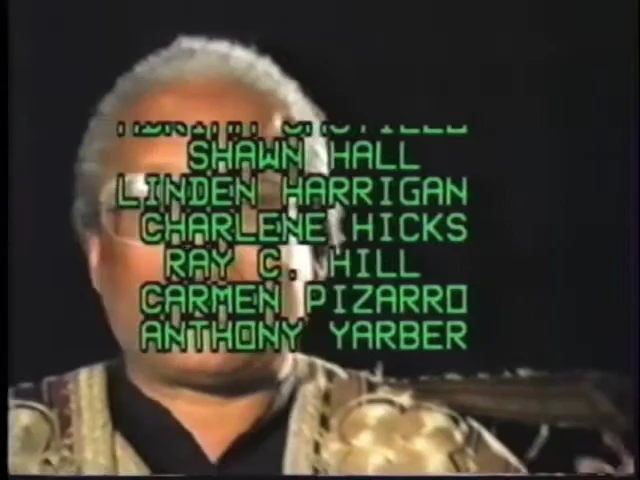 SHAWN HALL
LINDEN HARRIGAN
CHARLENE HICKS
RAY C. HILL
CARMEN PIZARRO
ANTHONY YARBER